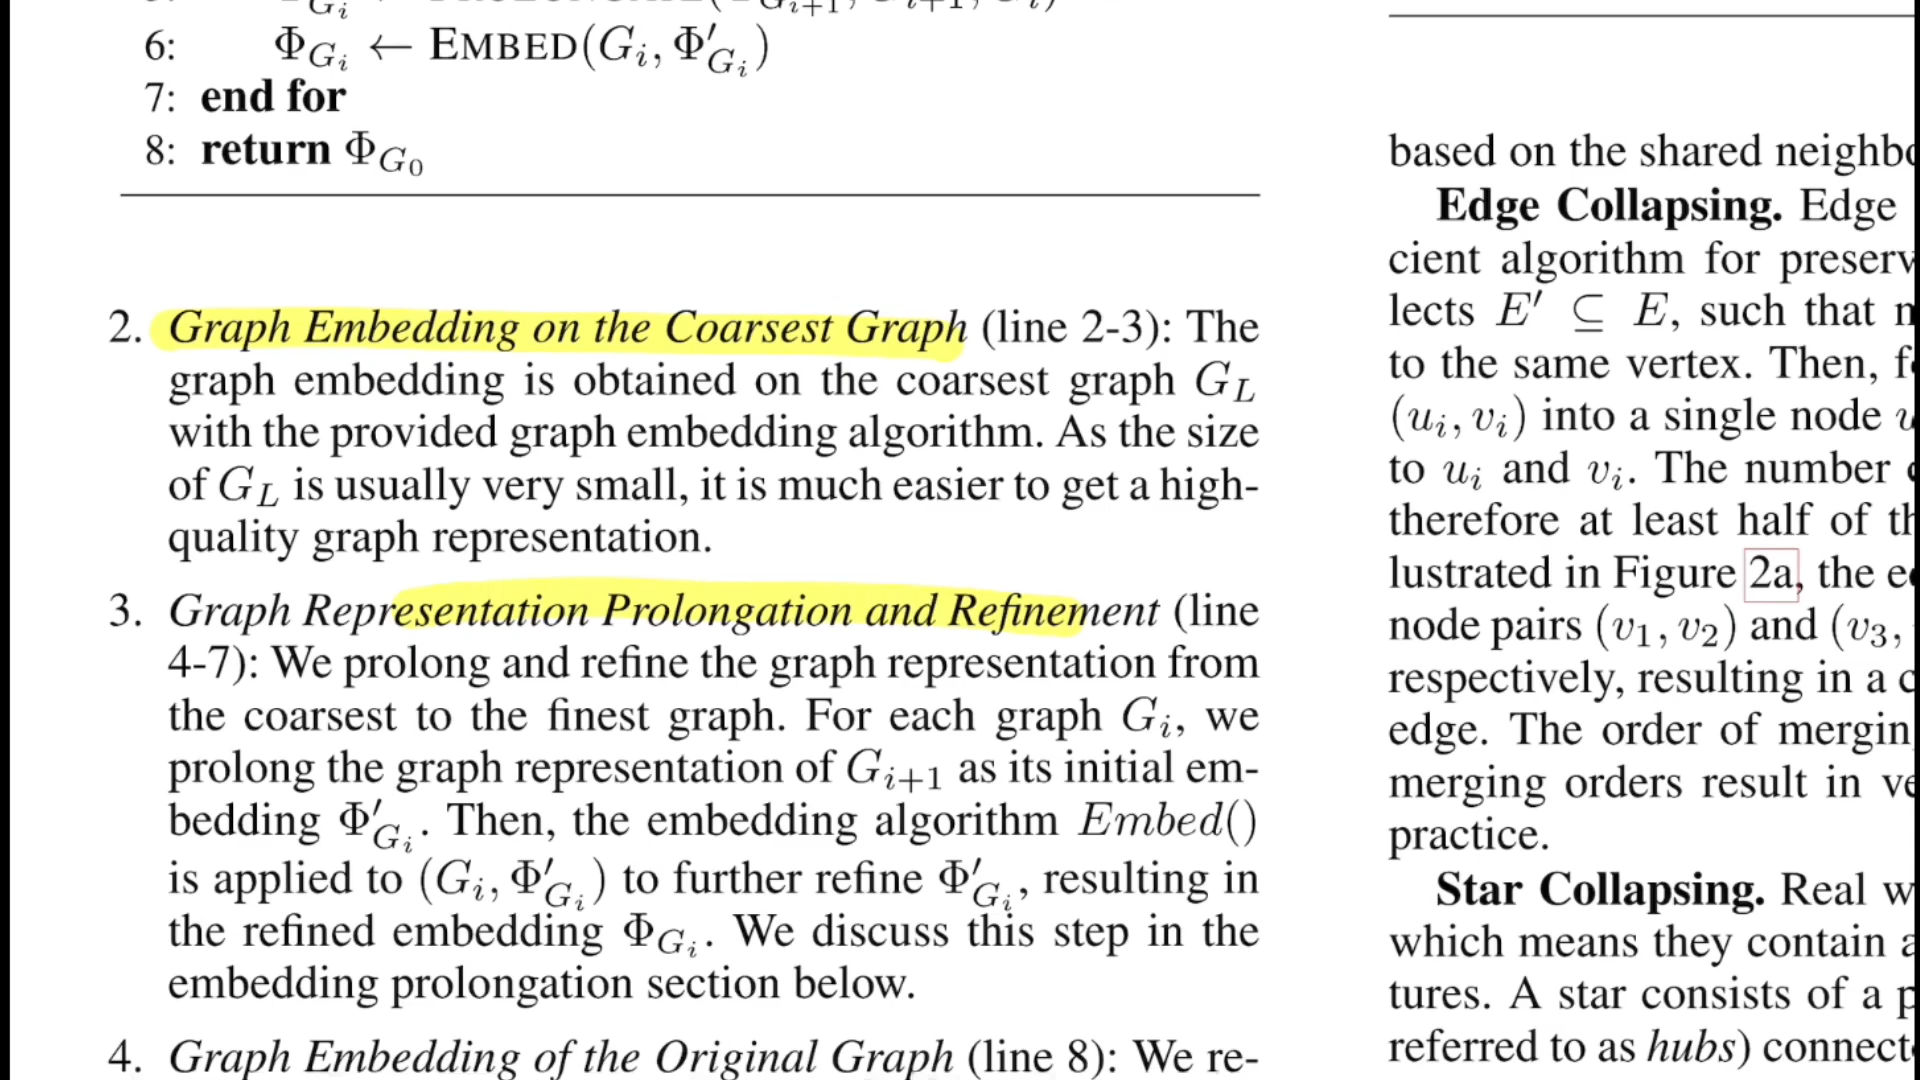 6: Φ_{G_i} ← EMBED(G_i, Φ′_{G_i})
7: end for
8: return Φ_{G_0}
2. Graph Embedding on the Coarsest Graph (line 2-3): The
graph embedding is obtained on the coarsest graph G_L
with the provided graph embedding algorithm. As the size
of G_L is usually very small, it is much easier to get a high-
quality graph representation.
3. Graph Representation Prolongation and Refinement (line
4-7): We prolong and refine the graph representation from
the coarsest to the finest graph. For each graph G_i, we
prolong the graph representation of G_{i+1} as its initial em-
bedding Φ′_{G_i}. Then, the embedding algorithm Embed()
is applied to (G_i, Φ′_{G_i}) to further refine Φ′_{G_i}, resulting in
the refined embedding Φ_{G_i}. We discuss this step in the
embedding prolongation section below.
4. Graph Embedding of the Original Graph (line 8): We re-
based on the shared
Edge Collapsing. Edge
cient algorithm for
lects E′ ⊆ E, such that
to the same vertex. Then,
(u_i, v_i) into a single node
to u_i and v_i. The number
therefore at least half of
lustrated in Figure 2a, the
node pairs (v_1, v_2) and (v_3,
respectively, resulting in a
edge. The order of
merging orders result in
practice.
Star Collapsing. Real
which means they contain
tures. A star consists of a
referred to as hubs)